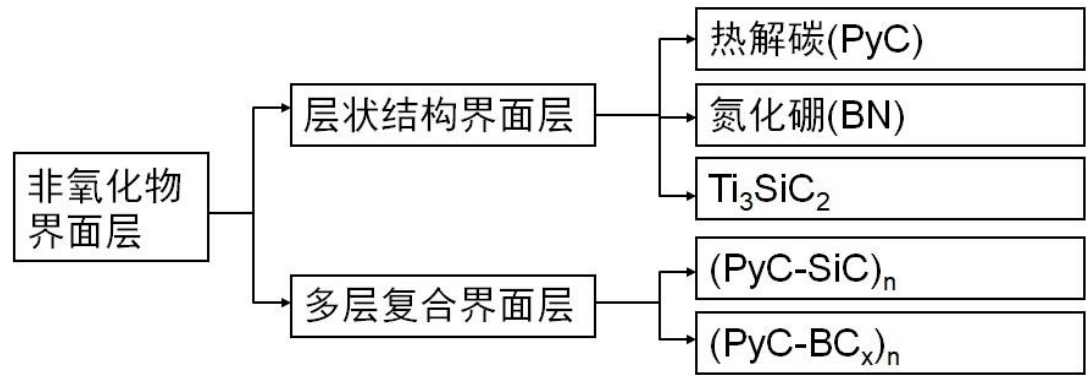 非氧化物
界面层
层状结构界面层
多层复合界面层
热解碳(PyC)
氮化硼(BN)
Ti₃SiC₂
(PyC-SiC)ₙ
(PyC-BCₓ)ₙ